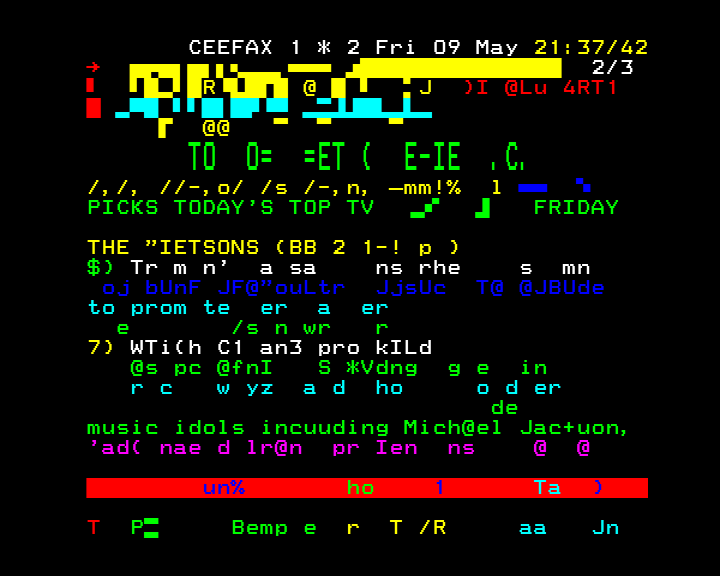 CEEFAX 1 * 2 Fri 09 May 21:37/42
2/3
R @ J )I @Lu 4RT1
@@
TO O= =ET ( E-IE ,C,
/,/, //-,o/ /s /-,n, —mm!% l
PICKS TODAY'S TOP TV FRIDAY
THE "IETSONS (BB 2 1-! p )
$) Tr m n' a sa ns rhe s mn
oj bUnF JF@"ouLtr JjsUc T@ @JBUde
to prom te er a er
e /s n wr r
7) WTi(h C1 an3 pro kILd
@s pc @fnI S *Vdng g e in
r c w yz a d ho o d er
de
music idols incuuding Mich@el Jac+uon,
'ad( nae d lr@n pr Ien ns @ @
un% ho 1 Ta )
T P Bemp e r T /R aa Jn